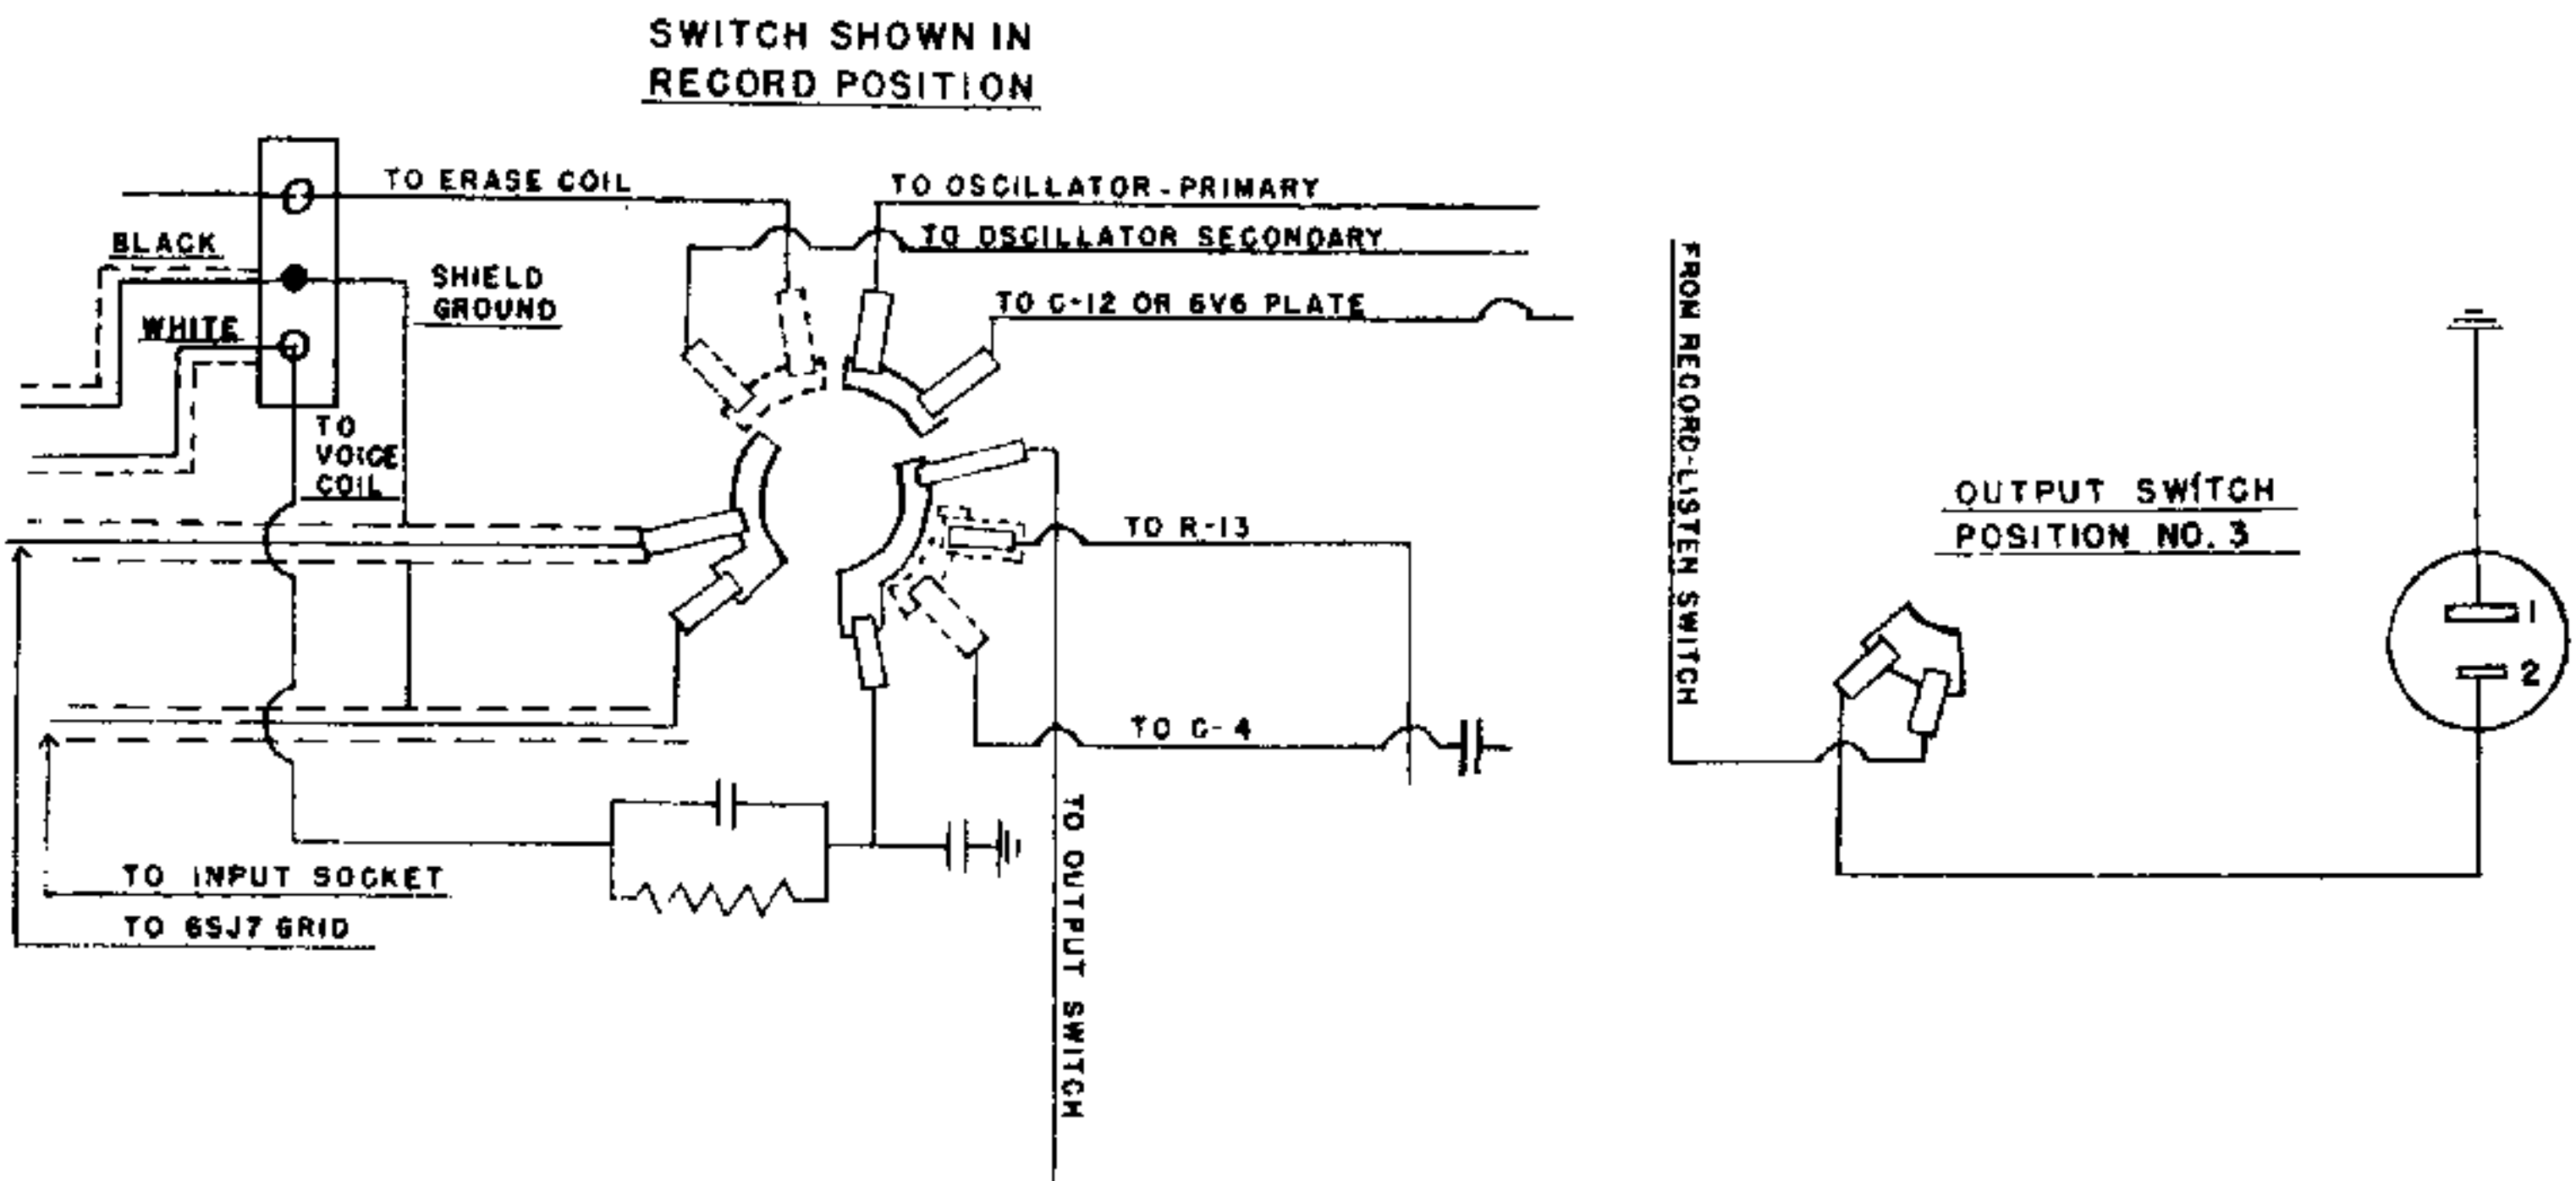 SWITCH SHOWN IN
RECORD POSITION
TO ERASE COIL
TO OSCILLATOR-PRIMARY
BLACK
TO OSCILLATOR SECONDARY
SHIELD
GROUND
TO C-12 OR 6V6 PLATE
WHITE
TO
VOICE
COIL
TO R-13
TO C-4
TO INPUT SOCKET
TO 6SJ7 GRID
TO OUTPUT SWITCH
FROM RECORD-LISTEN SWITCH
OUTPUT SWITCH
POSITION NO. 3
1
2